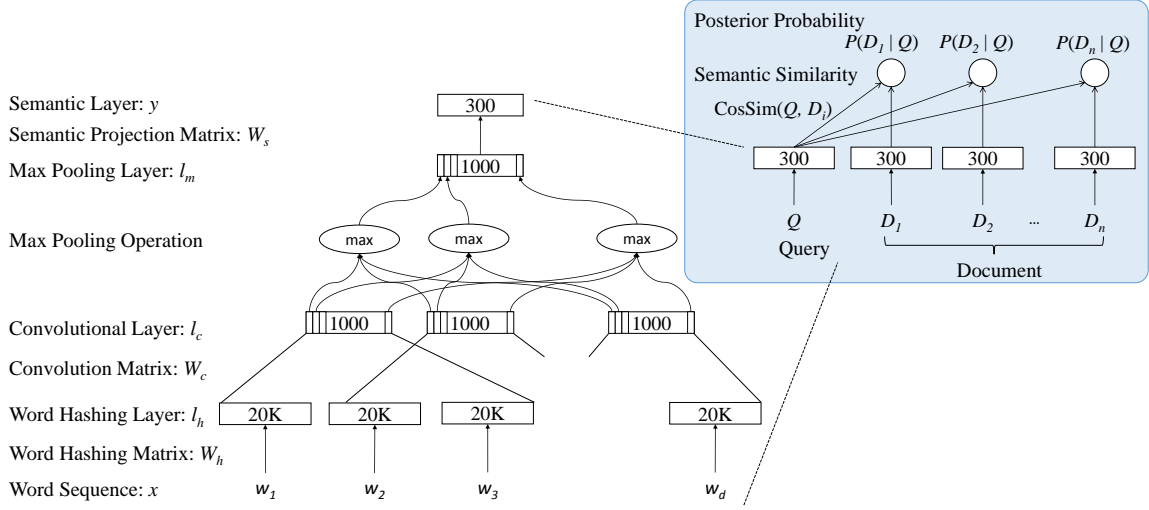 Posterior Probability
P(D1 | Q) P(D2 | Q) P(Dn | Q)
Semantic Similarity
CosSim(Q, Di)
300 300 300 300
Q D1 D2 ... Dn
Query
Document
Semantic Layer: y
300
Semantic Projection Matrix: Ws
Max Pooling Layer: lm
1000
Max Pooling Operation
max max max
Convolutional Layer: lc
1000 1000 1000
Convolution Matrix: Wc
Word Hashing Layer: lh
20K 20K 20K 20K
Word Hashing Matrix: Wh
Word Sequence: x
w1 w2 w3 wd